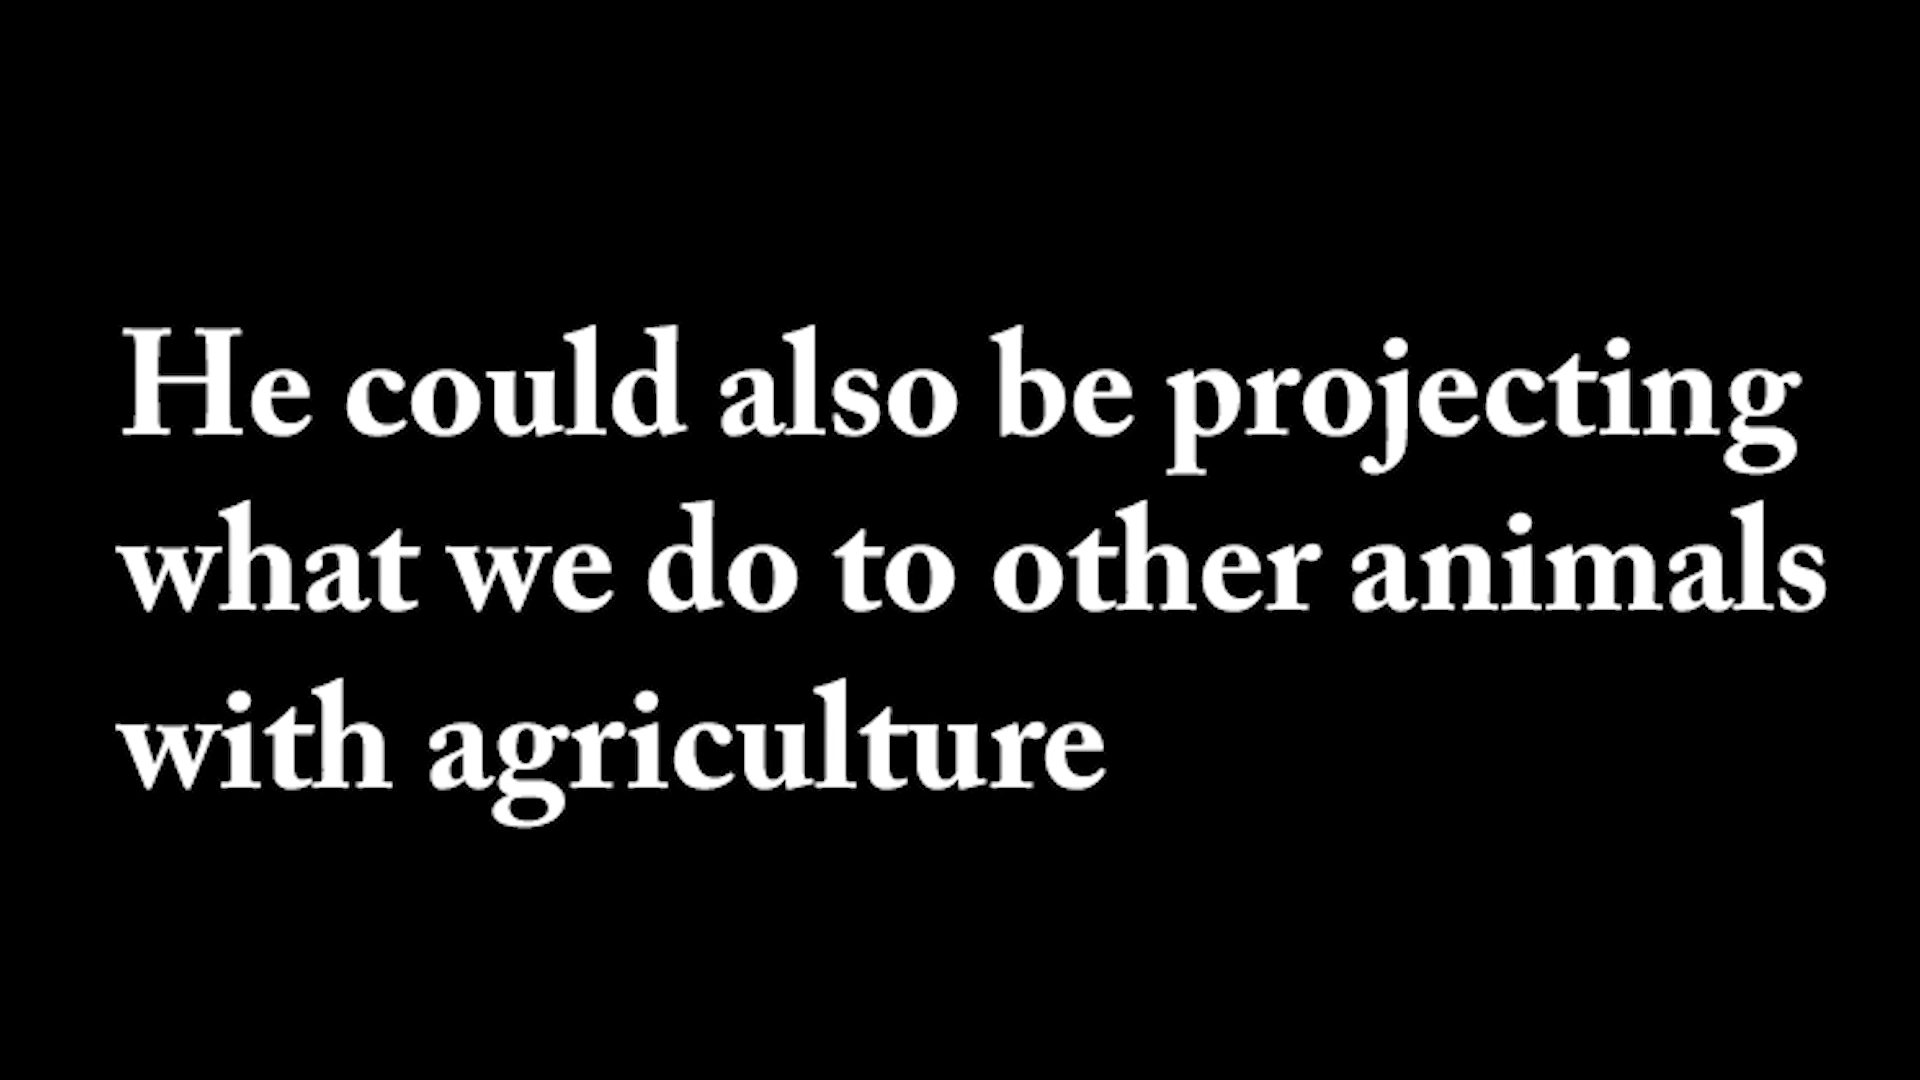 He could also be projecting
what we do to other animals
with agriculture